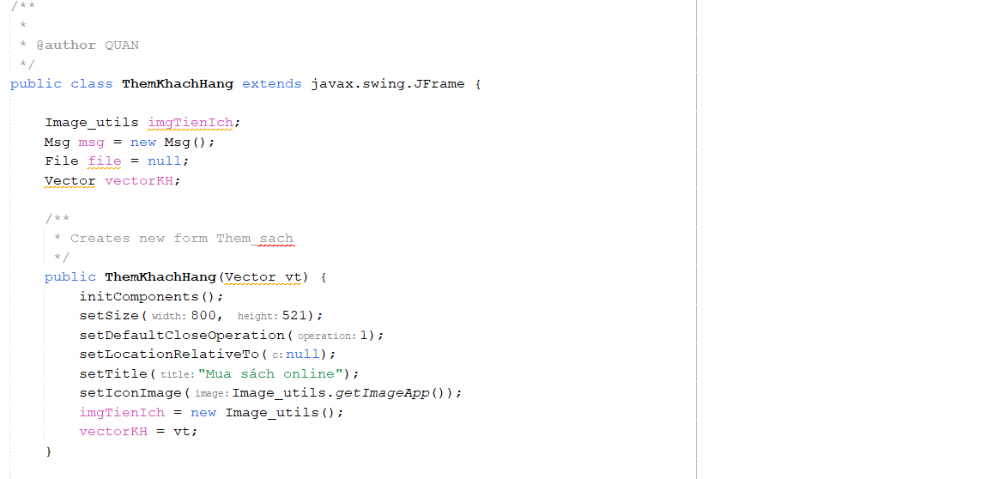 /**
 *
 * @author QUAN
 */
public class ThemKhachHang extends javax.swing.JFrame {
    Image_utils imgTienIch;
    Msg msg = new Msg();
    File file = null;
    Vector vectorKH;
    /**
     * Creates new form Them_sach
     */
    public ThemKhachHang(Vector vt) {
        initComponents();
        setSize(width: 800, height: 521);
        setDefaultCloseOperation(operation: 1);
        setLocationRelativeTo(c: null);
        setTitle(title: "Mua sách online");
        setIconImage(image: Image_utils.getImageApp());
        imgTienIch = new Image_utils();
        vectorKH = vt;
    }